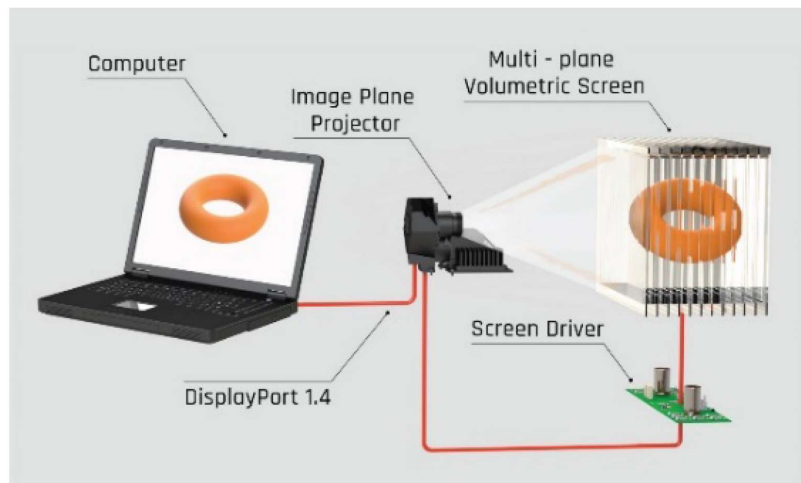 Computer
Image Plane
Projector
Multi - plane
Volumetric Screen
Screen Driver
DisplayPort 1.4